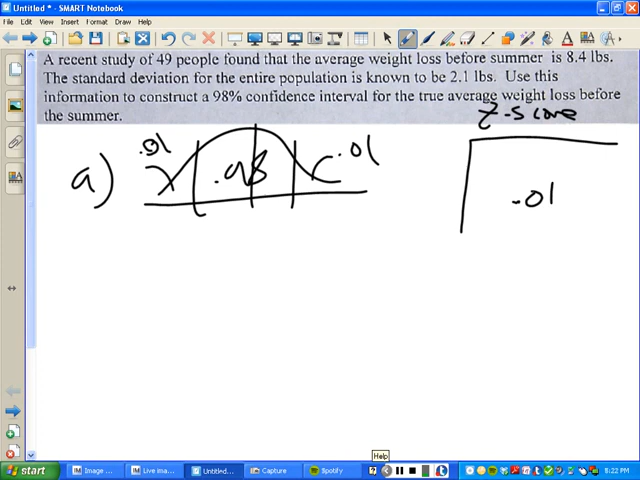 Untitled * - SMART Notebook
File Edit View Insert Format Draw Help
A recent study of 49 people found that the average weight loss before summer is 8.4 lbs.
The standard deviation for the entire population is known to be 2.1 lbs. Use this
information to construct a 98% confidence interval for the true average weight loss before
the summer.
z-score
.01 .98 .01
a)
.01
Help
start Image ... Live ima... Untitled... Capture Spotify 5:22 PM